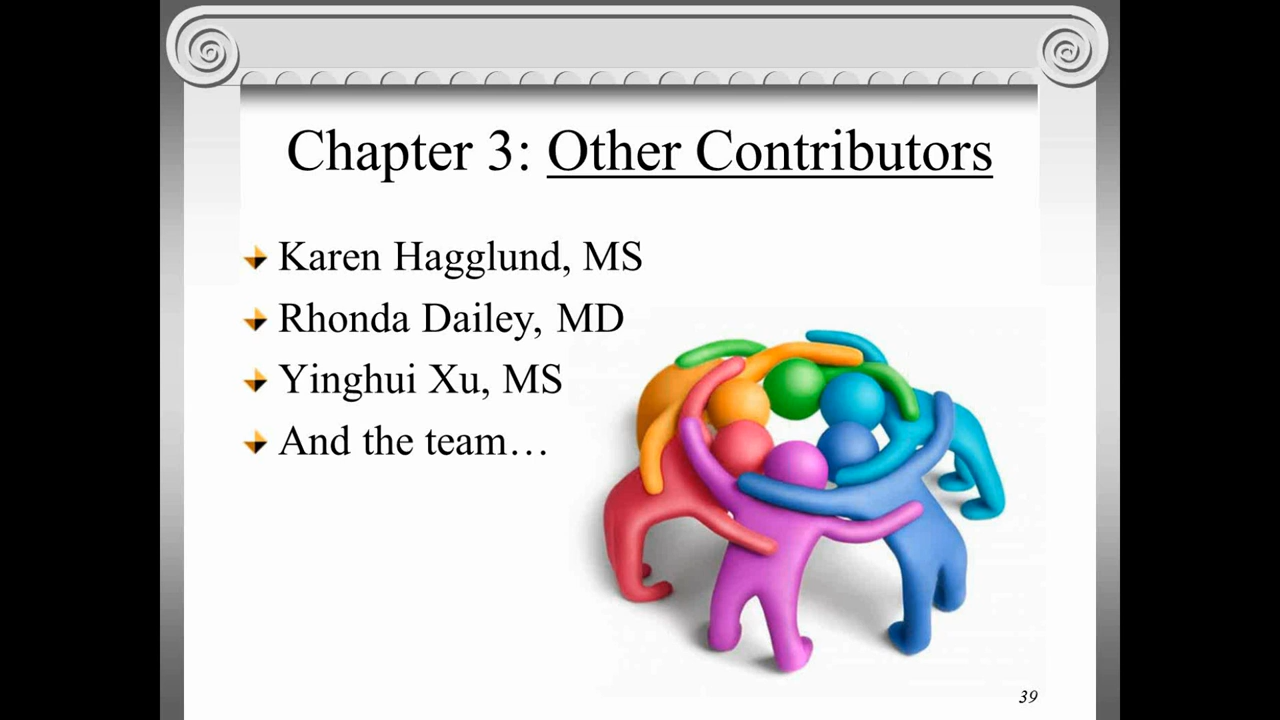 Chapter 3: Other Contributors
Karen Hagglund, MS
Rhonda Dailey, MD
Yinghui Xu, MS
And the team…
39